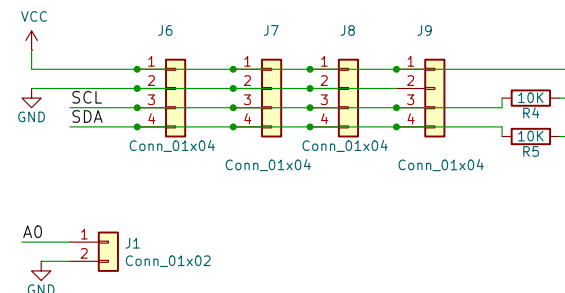 VCC
J6 J7 J8 J9
1 1 1 1
2 2 2 2
SCL 3 3 3 3 10K
GND R4
SDA 4 4 4 4 10K
Conn_01x04 Conn_01x04 R5
Conn_01x04 Conn_01x04
A0 1 J1
2 Conn_01x02
GND